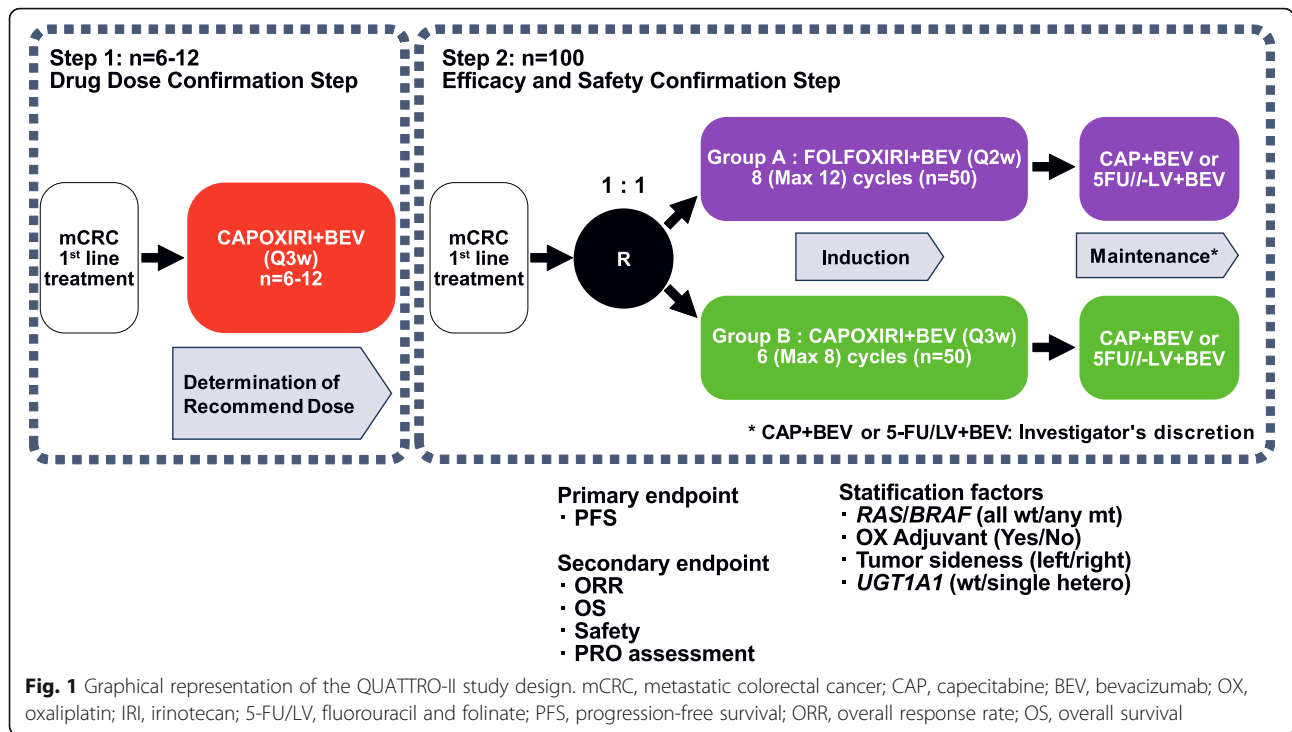 Step 1: n=6-12
Drug Dose Confirmation Step
mCRC
1st line
treatment
CAPOXIRI+BEV
(Q3w)
n=6-12
Determination of
Recommend Dose
Step 2: n=100
Efficacy and Safety Confirmation Step
mCRC
1st line
treatment
1 : 1
R
Group A : FOLFOXIRI+BEV (Q2w)
8 (Max 12) cycles (n=50)
CAP+BEV or
5FU//-LV+BEV
Induction
Maintenance*
Group B : CAPOXIRI+BEV (Q3w)
6 (Max 8) cycles (n=50)
CAP+BEV or
5FU//-LV+BEV
* CAP+BEV or 5-FU/LV+BEV: Investigator's discretion
Primary endpoint
· PFS
Secondary endpoint
· ORR
· OS
· Safety
· PRO assessment
Statification factors
· RAS/BRAF (all wt/any mt)
· OX Adjuvant (Yes/No)
· Tumor sideness (left/right)
· UGT1A1 (wt/single hetero)
Fig. 1 Graphical representation of the QUATTRO-II study design. mCRC, metastatic colorectal cancer; CAP, capecitabine; BEV, bevacizumab; OX,
oxaliplatin; IRI, irinotecan; 5-FU/LV, fluorouracil and folinate; PFS, progression-free survival; ORR, overall response rate; OS, overall survival